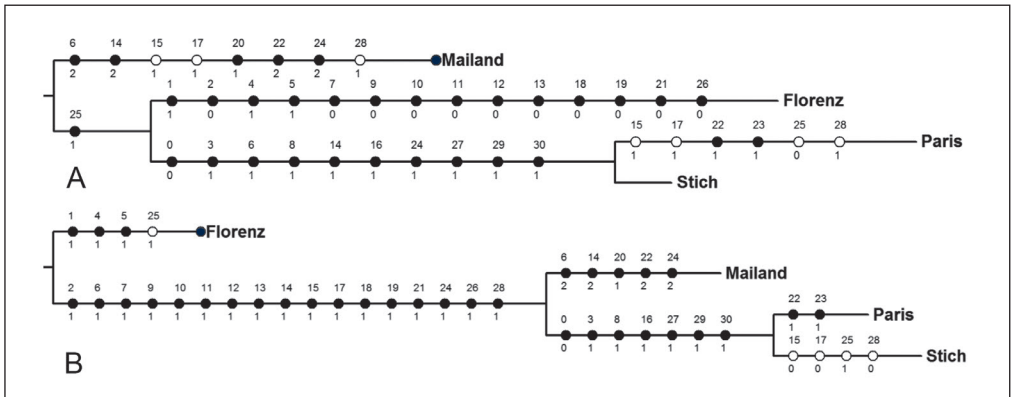 6 14 15 17 20 22 24 28
Mailand
2 2 1 1 1 2 2 1
1 2 4 5 7 9 10 11 12 13 18 19 21 26
Florenz
1 0 1 1 0 0 0 0 0 0 0 0 0 0
25
1
15 17 22 23 25 28
Paris
1 1 1 1 0 1
0 3 6 8 14 16 24 27 29 30
0 1 1 1 1 1 1 1 1 1
Stich
A
1 4 5 25
Florenz
1 1 1 1
6 14 20 22 24
Mailand
2 2 1 2 2
2 6 7 9 10 11 12 13 14 15 17 18 19 21 24 26 28
1 1 1 1 1 1 1 1 1 1 1 1 1 1 1 1 1
22 23
Paris
1 1
0 3 8 16 27 29 30
0 1 1 1 1 1 1
15 17 25 28
Stich
0 0 1 0
B